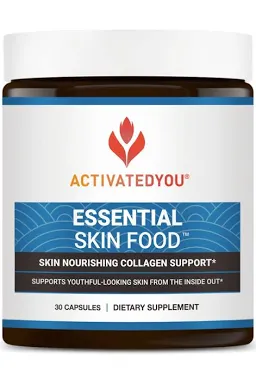 ACTIVATEDYOU®
ESSENTIAL
SKIN FOOD™
SKIN NOURISHING COLLAGEN SUPPORT*
SUPPORTS YOUTHFUL-LOOKING SKIN FROM THE INSIDE OUT*
30 CAPSULES | DIETARY SUPPLEMENT